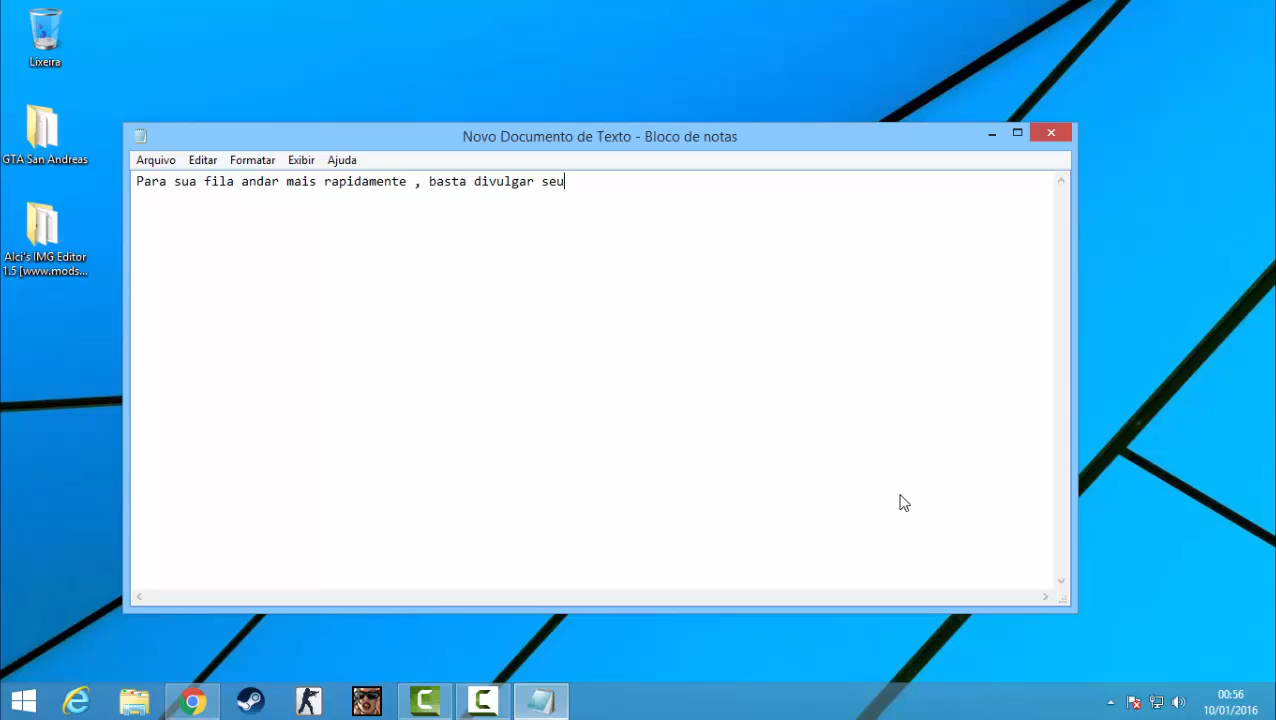 Lixeira
GTA San Andreas
Alci's IMG Editor
1.5 [www.mods...
Novo Documento de Texto - Bloco de notas
Arquivo Editar Formatar Exibir Ajuda
Para sua fila andar mais rapidamente , basta divulgar seu
00:56
10/01/2016